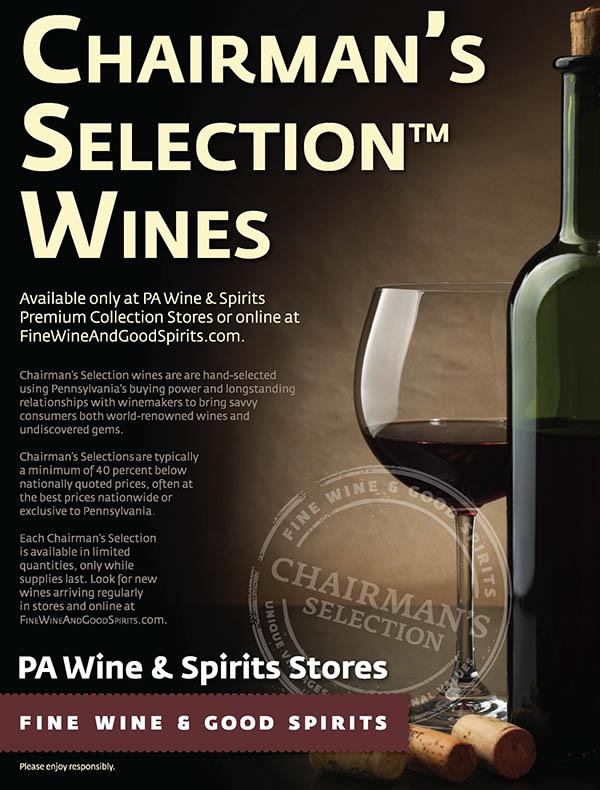 CHAIRMAN'S
SELECTION™
WINES
Available only at PA Wine & Spirits
Premium Collection Stores or online at
FineWineAndGoodSpirits.com.
Chairman's Selection wines are are hand-selected
using Pennsylvania's buying power and longstanding
relationships with winemakers to bring savvy
consumers both world-renowned wines and
undiscovered gems.
Chairman's Selections are typically
a minimum of 40 percent below
nationally quoted prices, often at
the best prices nationwide or
exclusive to Pennsylvania.
Each Chairman's Selection
is available in limited
quantities, only while
supplies last. Look for new
wines arriving regularly
in stores and online at
FINEWINEANDGOODSPIRITS.com.
FINE WINE & GOOD SPIRITS
CHAIRMAN'S
SELECTION
UNIQUE
PA Wine & Spirits Stores
FINE WINE & GOOD SPIRITS
Please enjoy responsibly.